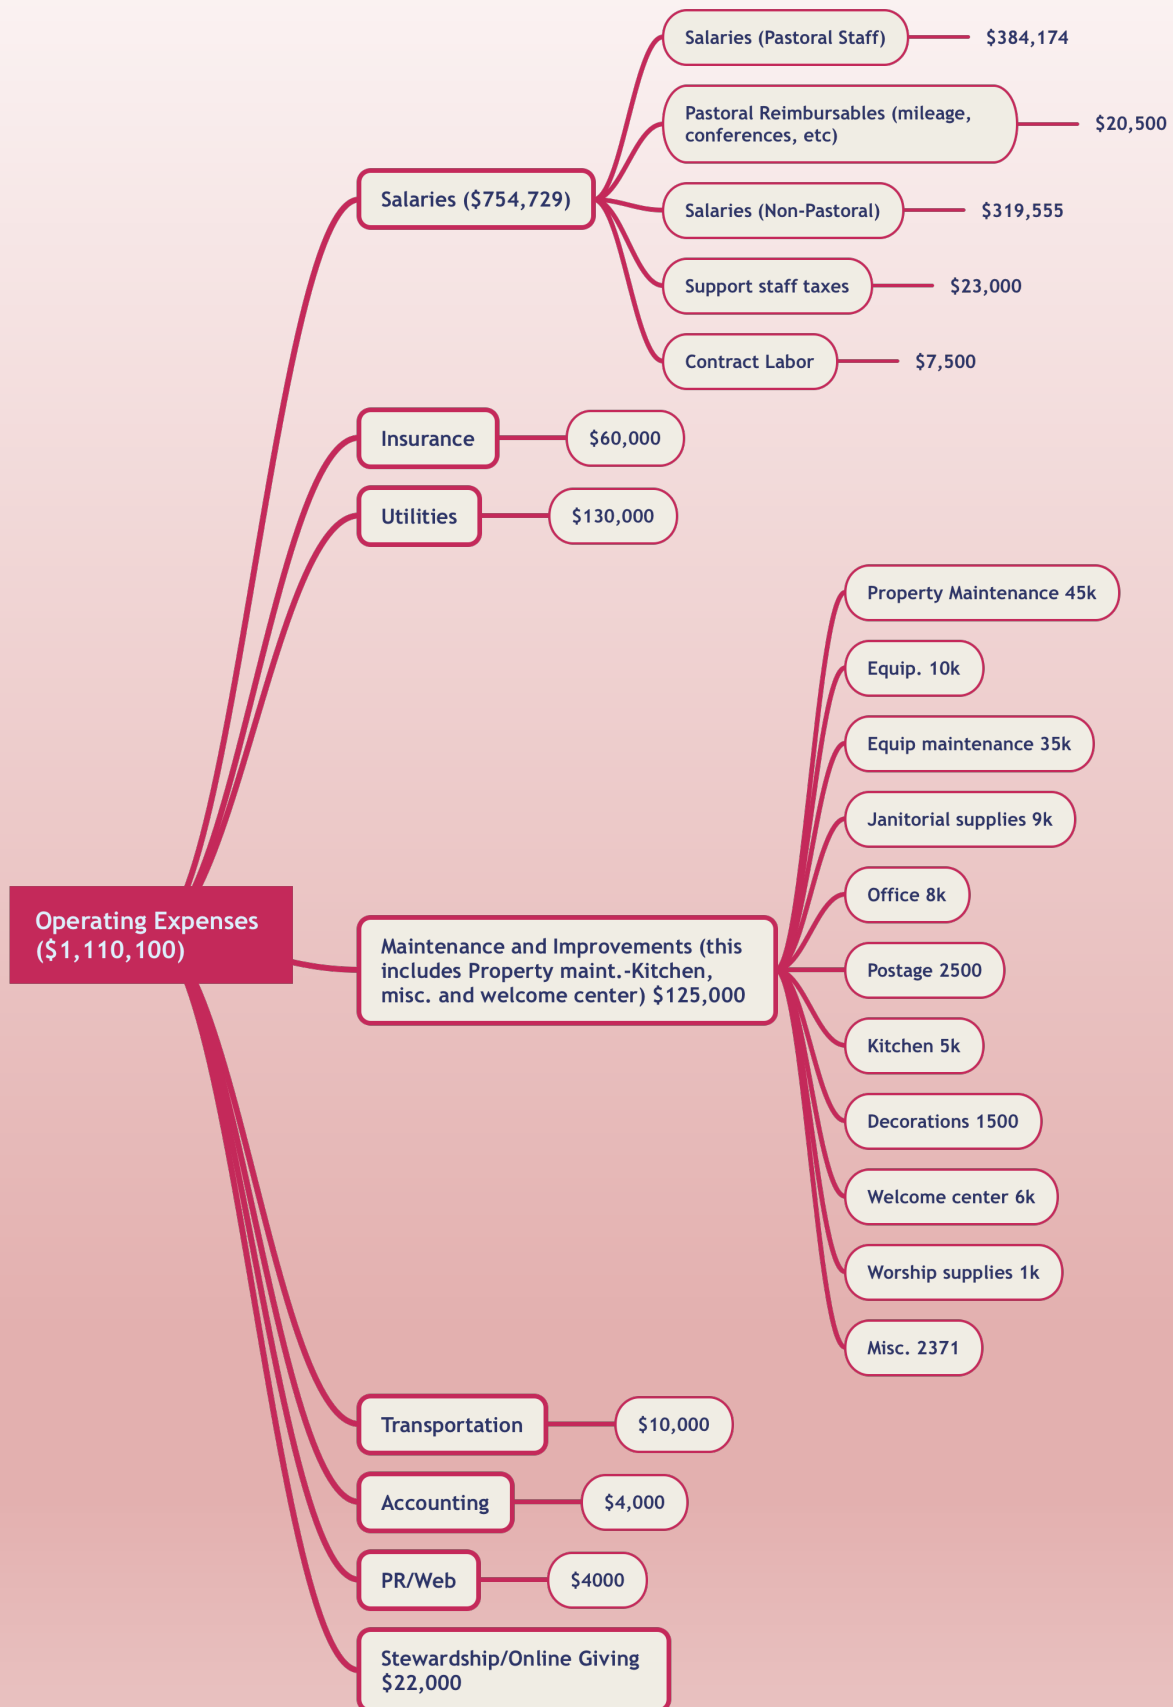 Salaries (Pastoral Staff)
$384,174
Pastoral Reimbursables (mileage,
conferences, etc)
$20,500
Salaries ($754,729)
Salaries (Non-Pastoral)
$319,555
Support staff taxes
$23,000
Contract Labor
$7,500
Insurance
$60,000
Utilities
$130,000
Operating Expenses
($1,110,100)
Maintenance and Improvements (this
includes Property maint.-Kitchen,
misc. and welcome center) $125,000
Property Maintenance 45k
Equip. 10k
Equip maintenance 35k
Janitorial supplies 9k
Office 8k
Postage 2500
Kitchen 5k
Decorations 1500
Welcome center 6k
Worship supplies 1k
Misc. 2371
Transportation
$10,000
Accounting
$4,000
PR/Web
$4000
Stewardship/Online Giving
$22,000